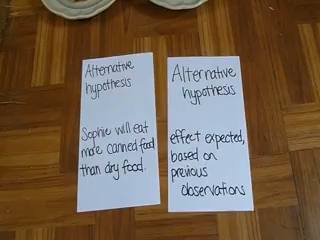 Alternative
hypothesis
Sophie will eat
more canned food
than dry food.
Alternative
hypothesis
effect expected,
based on
previous
observations